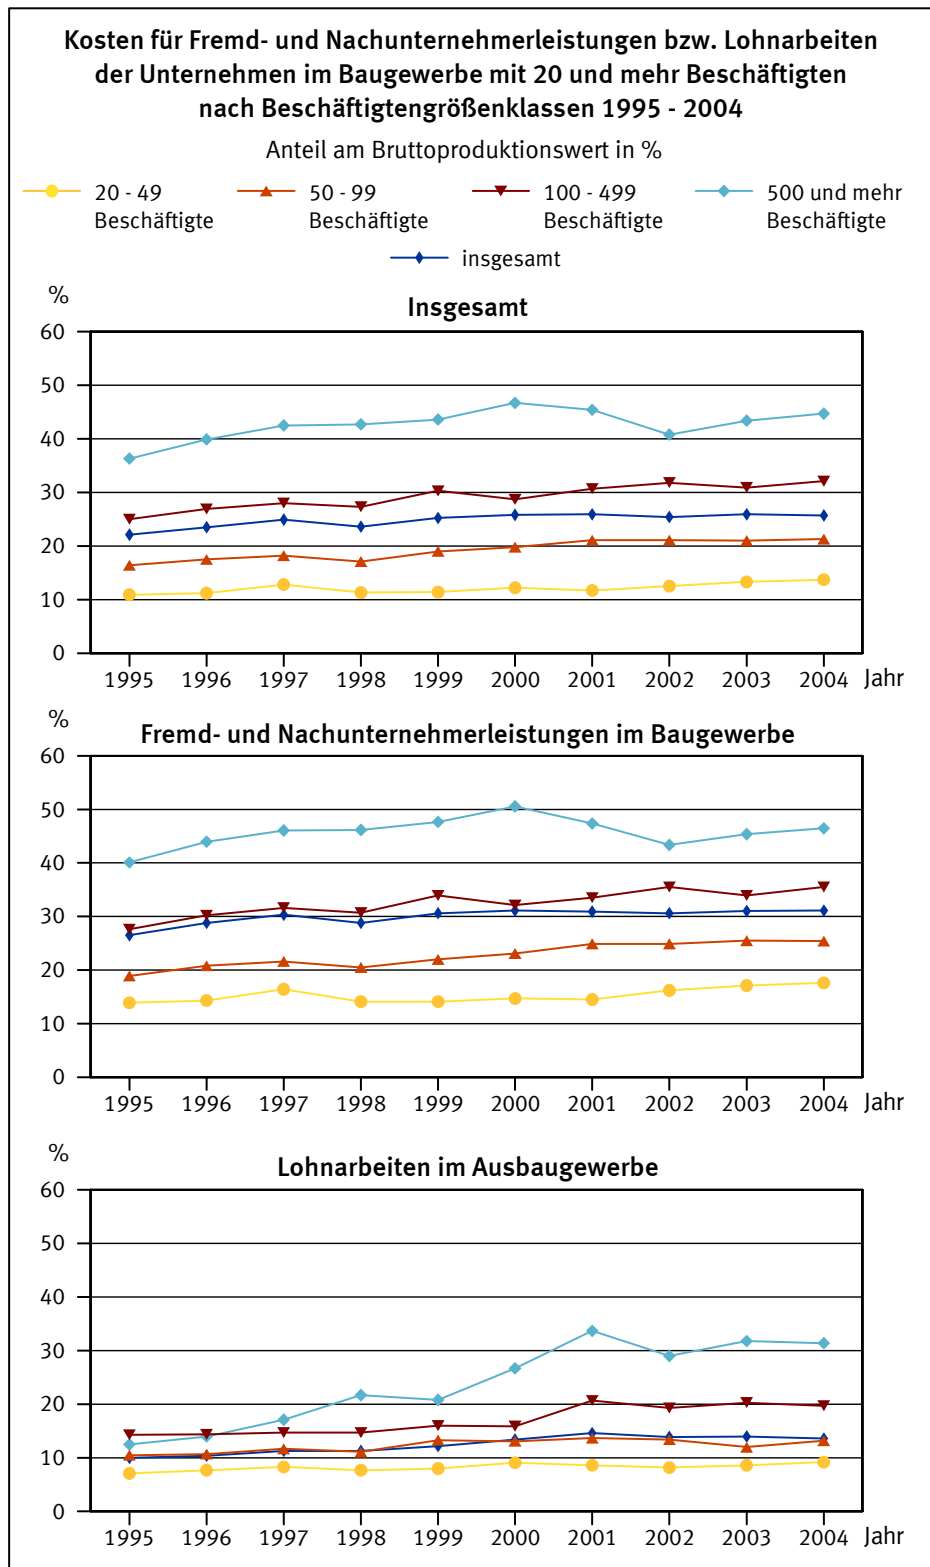 Kosten für Fremd- und Nachunternehmerleistungen bzw. Lohnarbeiten
der Unternehmen im Baugewerbe mit 20 und mehr Beschäftigten
nach Beschäftigtengrößenklassen 1995 - 2004
Anteil am Bruttoproduktionswert in %
20 - 49 Beschäftigte
50 - 99 Beschäftigte
100 - 499 Beschäftigte
500 und mehr Beschäftigte
insgesamt
%
Insgesamt
60
50
40
30
20
10
0
1995 1996 1997 1998 1999 2000 2001 2002 2003 2004 Jahr
%
Fremd- und Nachunternehmerleistungen im Baugewerbe
60
50
40
30
20
10
0
1995 1996 1997 1998 1999 2000 2001 2002 2003 2004 Jahr
%
Lohnarbeiten im Ausbaugewerbe
60
50
40
30
20
10
0
1995 1996 1997 1998 1999 2000 2001 2002 2003 2004 Jahr